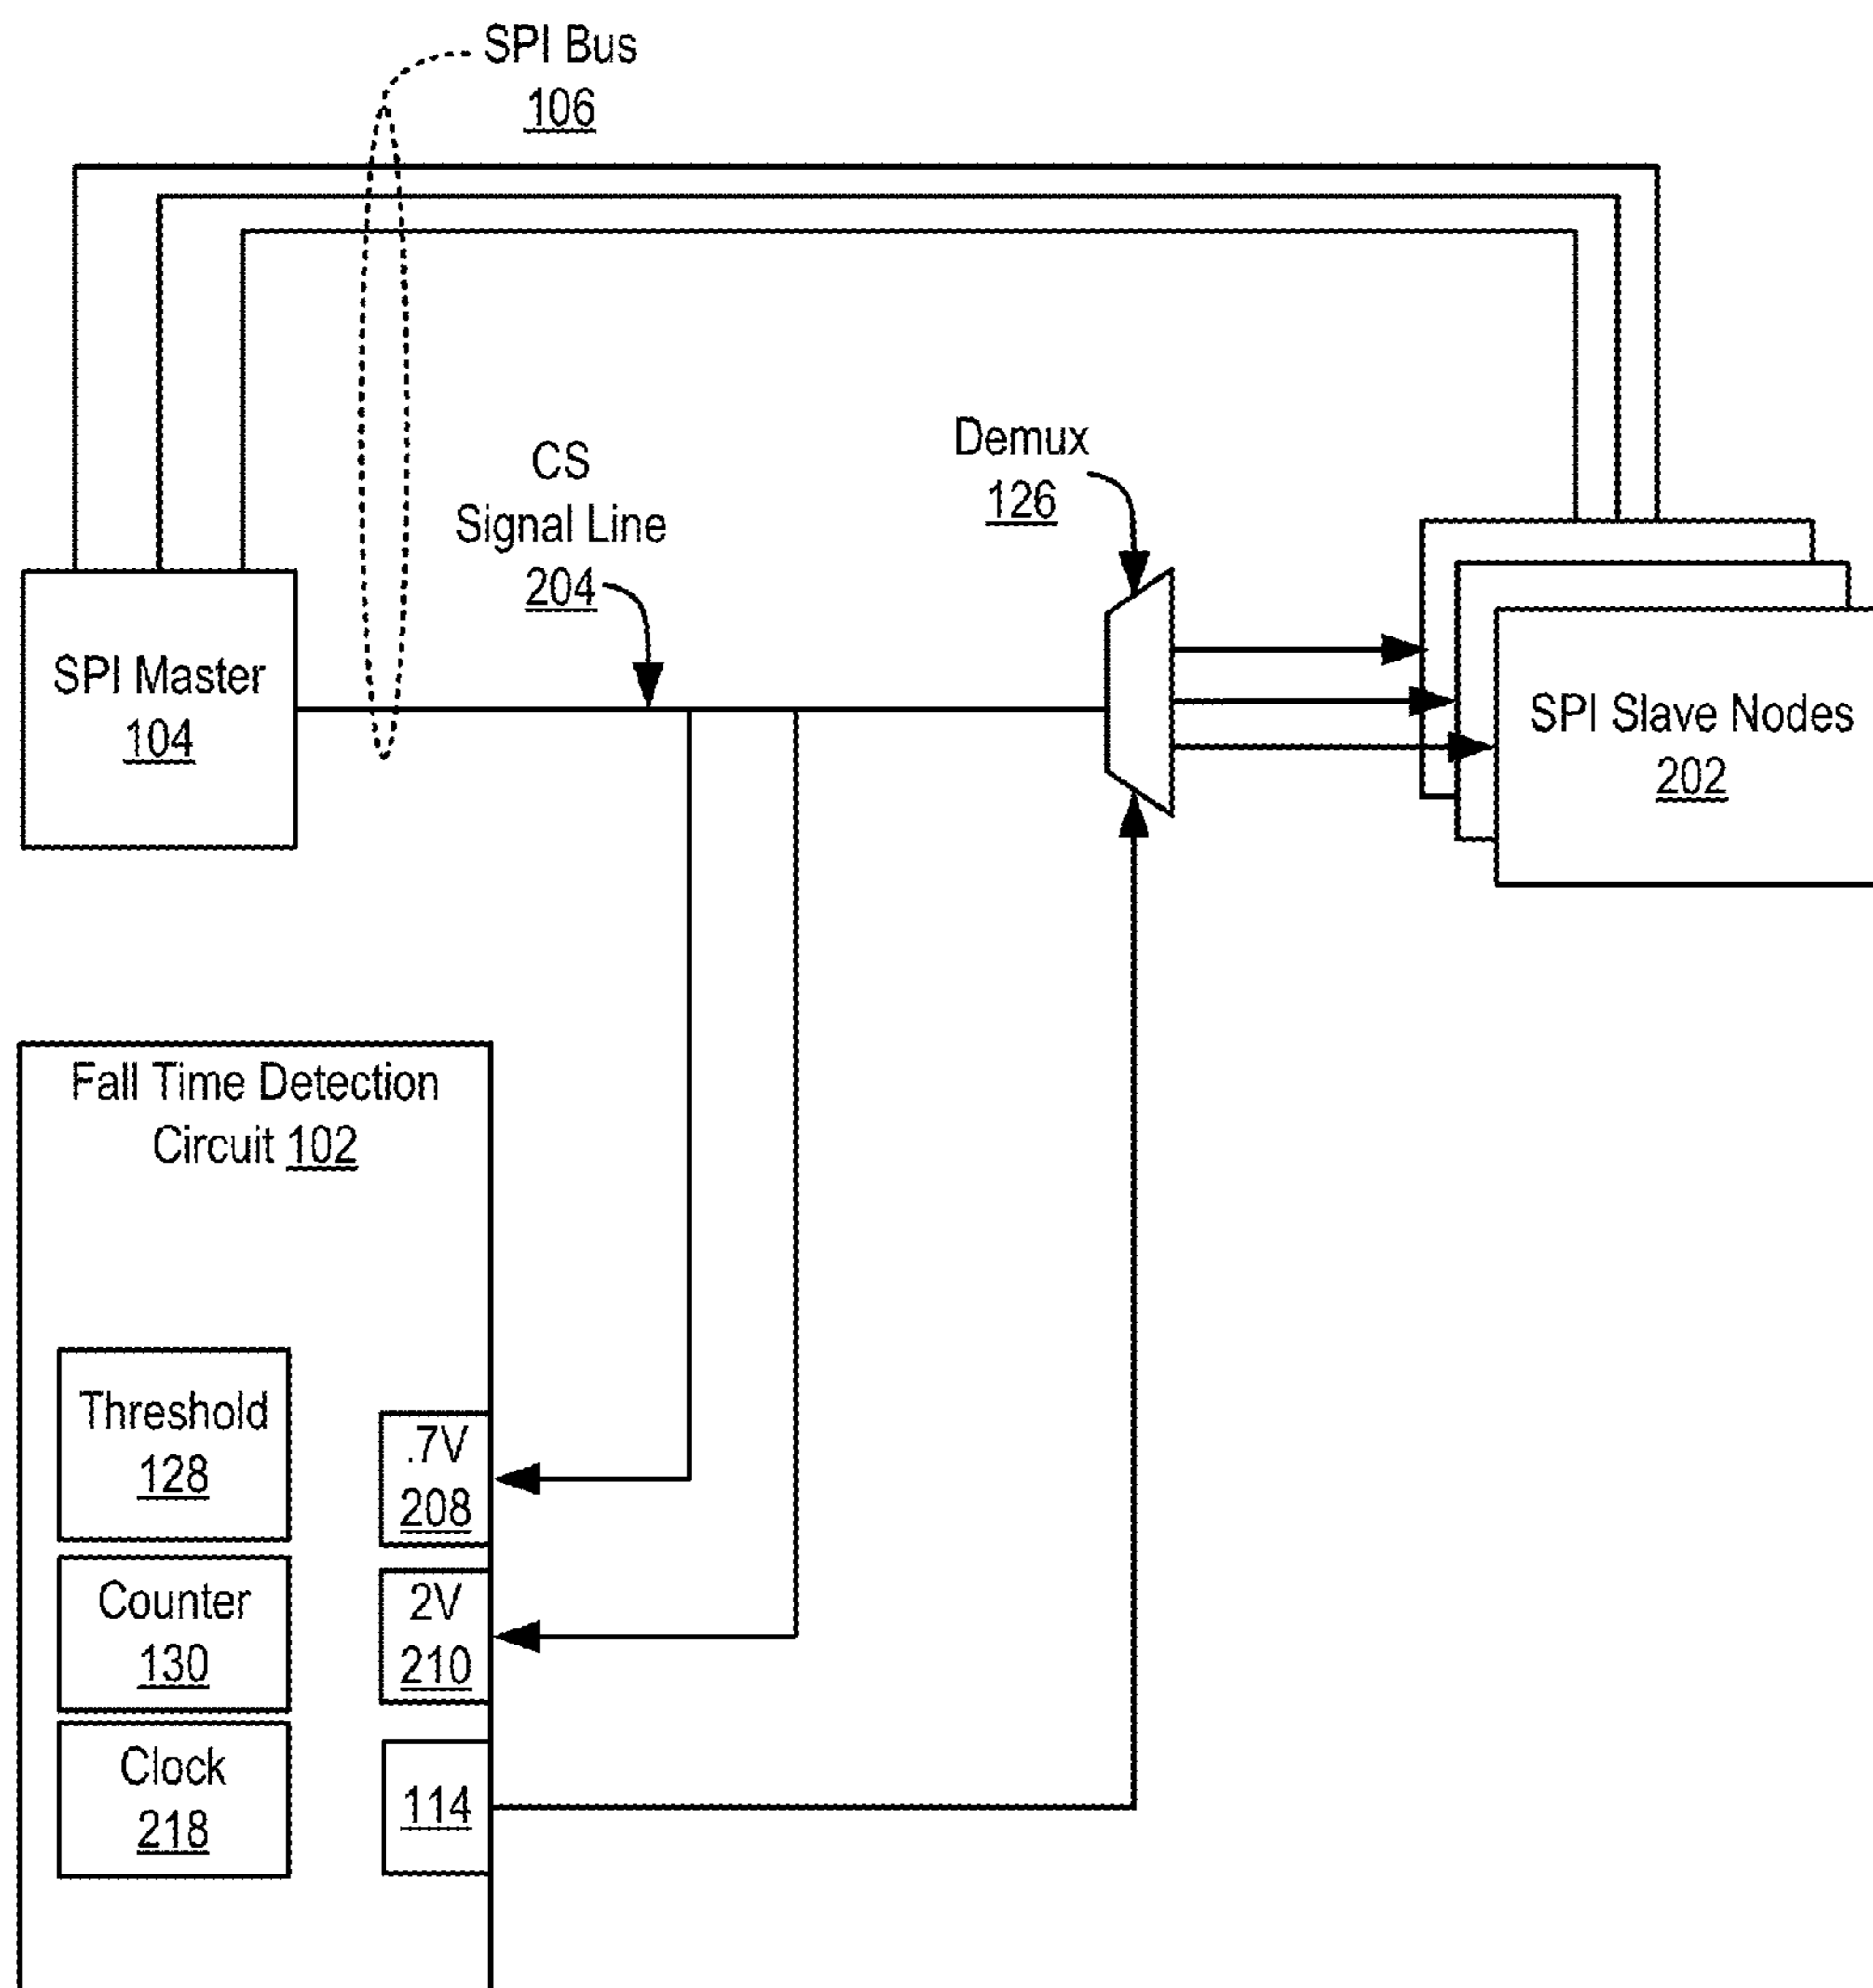 SPI Bus
106
CS
Signal Line
204
Demux
126
SPI Master
104
SPI Slave Nodes
202
Fall Time Detection
Circuit 102
Threshold
128
.7V
208
Counter
130
2V
210
Clock
218
114